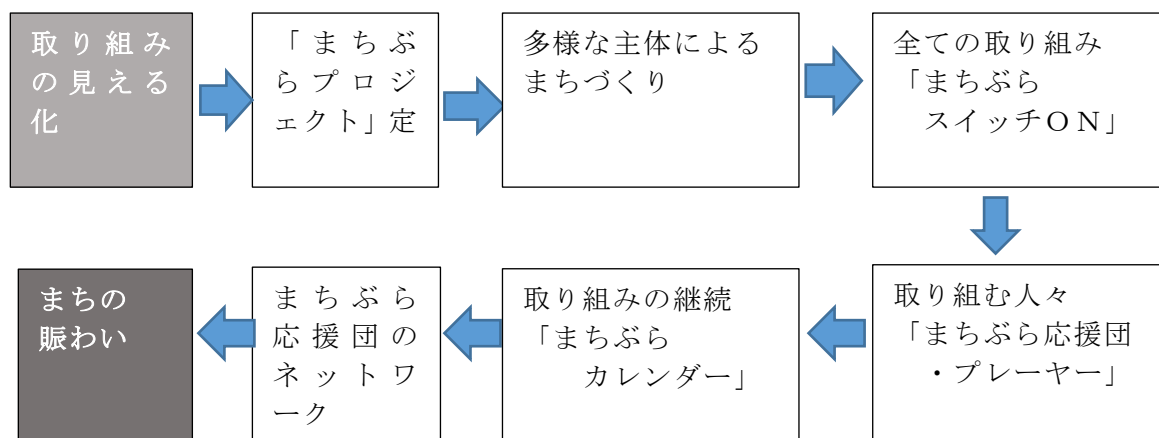 取り組み
の見える
化
「まちぶ
らプロジ
ェクト」定
多様な主体による
まちづくり
全ての取り組み
「まちぶら
スイッチＯＮ」
取り組む人々
「まちぶら応援団
・プレーヤー」
取り組みの継続
「まちぶら
カレンダー」
まちぶら
応援団の
ネットワ
ーク
まちの
賑わい